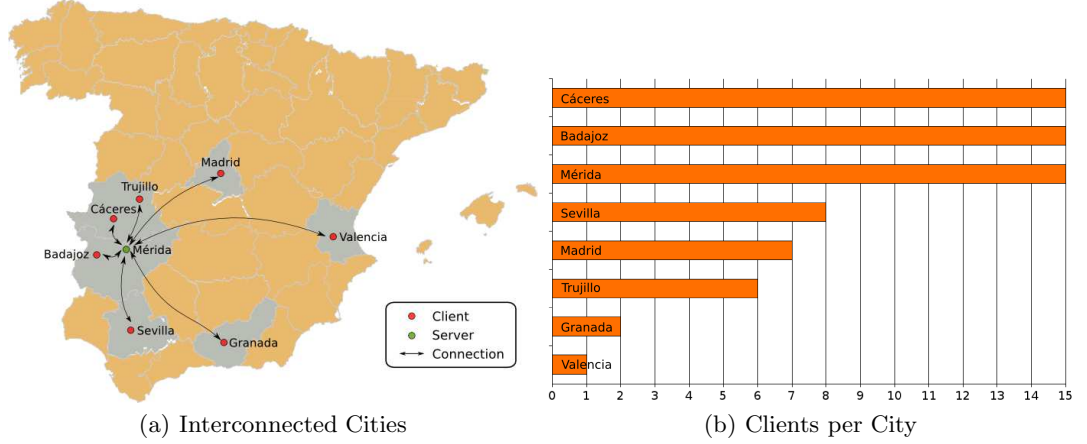 Madrid
Trujillo
Cáceres
Valencia
Mérida
Badajoz
Sevilla
Granada
Client
Server
Connection
(a) Interconnected Cities
Cáceres
Badajoz
Mérida
Sevilla
Madrid
Trujillo
Granada
Valencia
0 1 2 3 4 5 6 7 8 9 10 11 12 13 14 15
(b) Clients per City